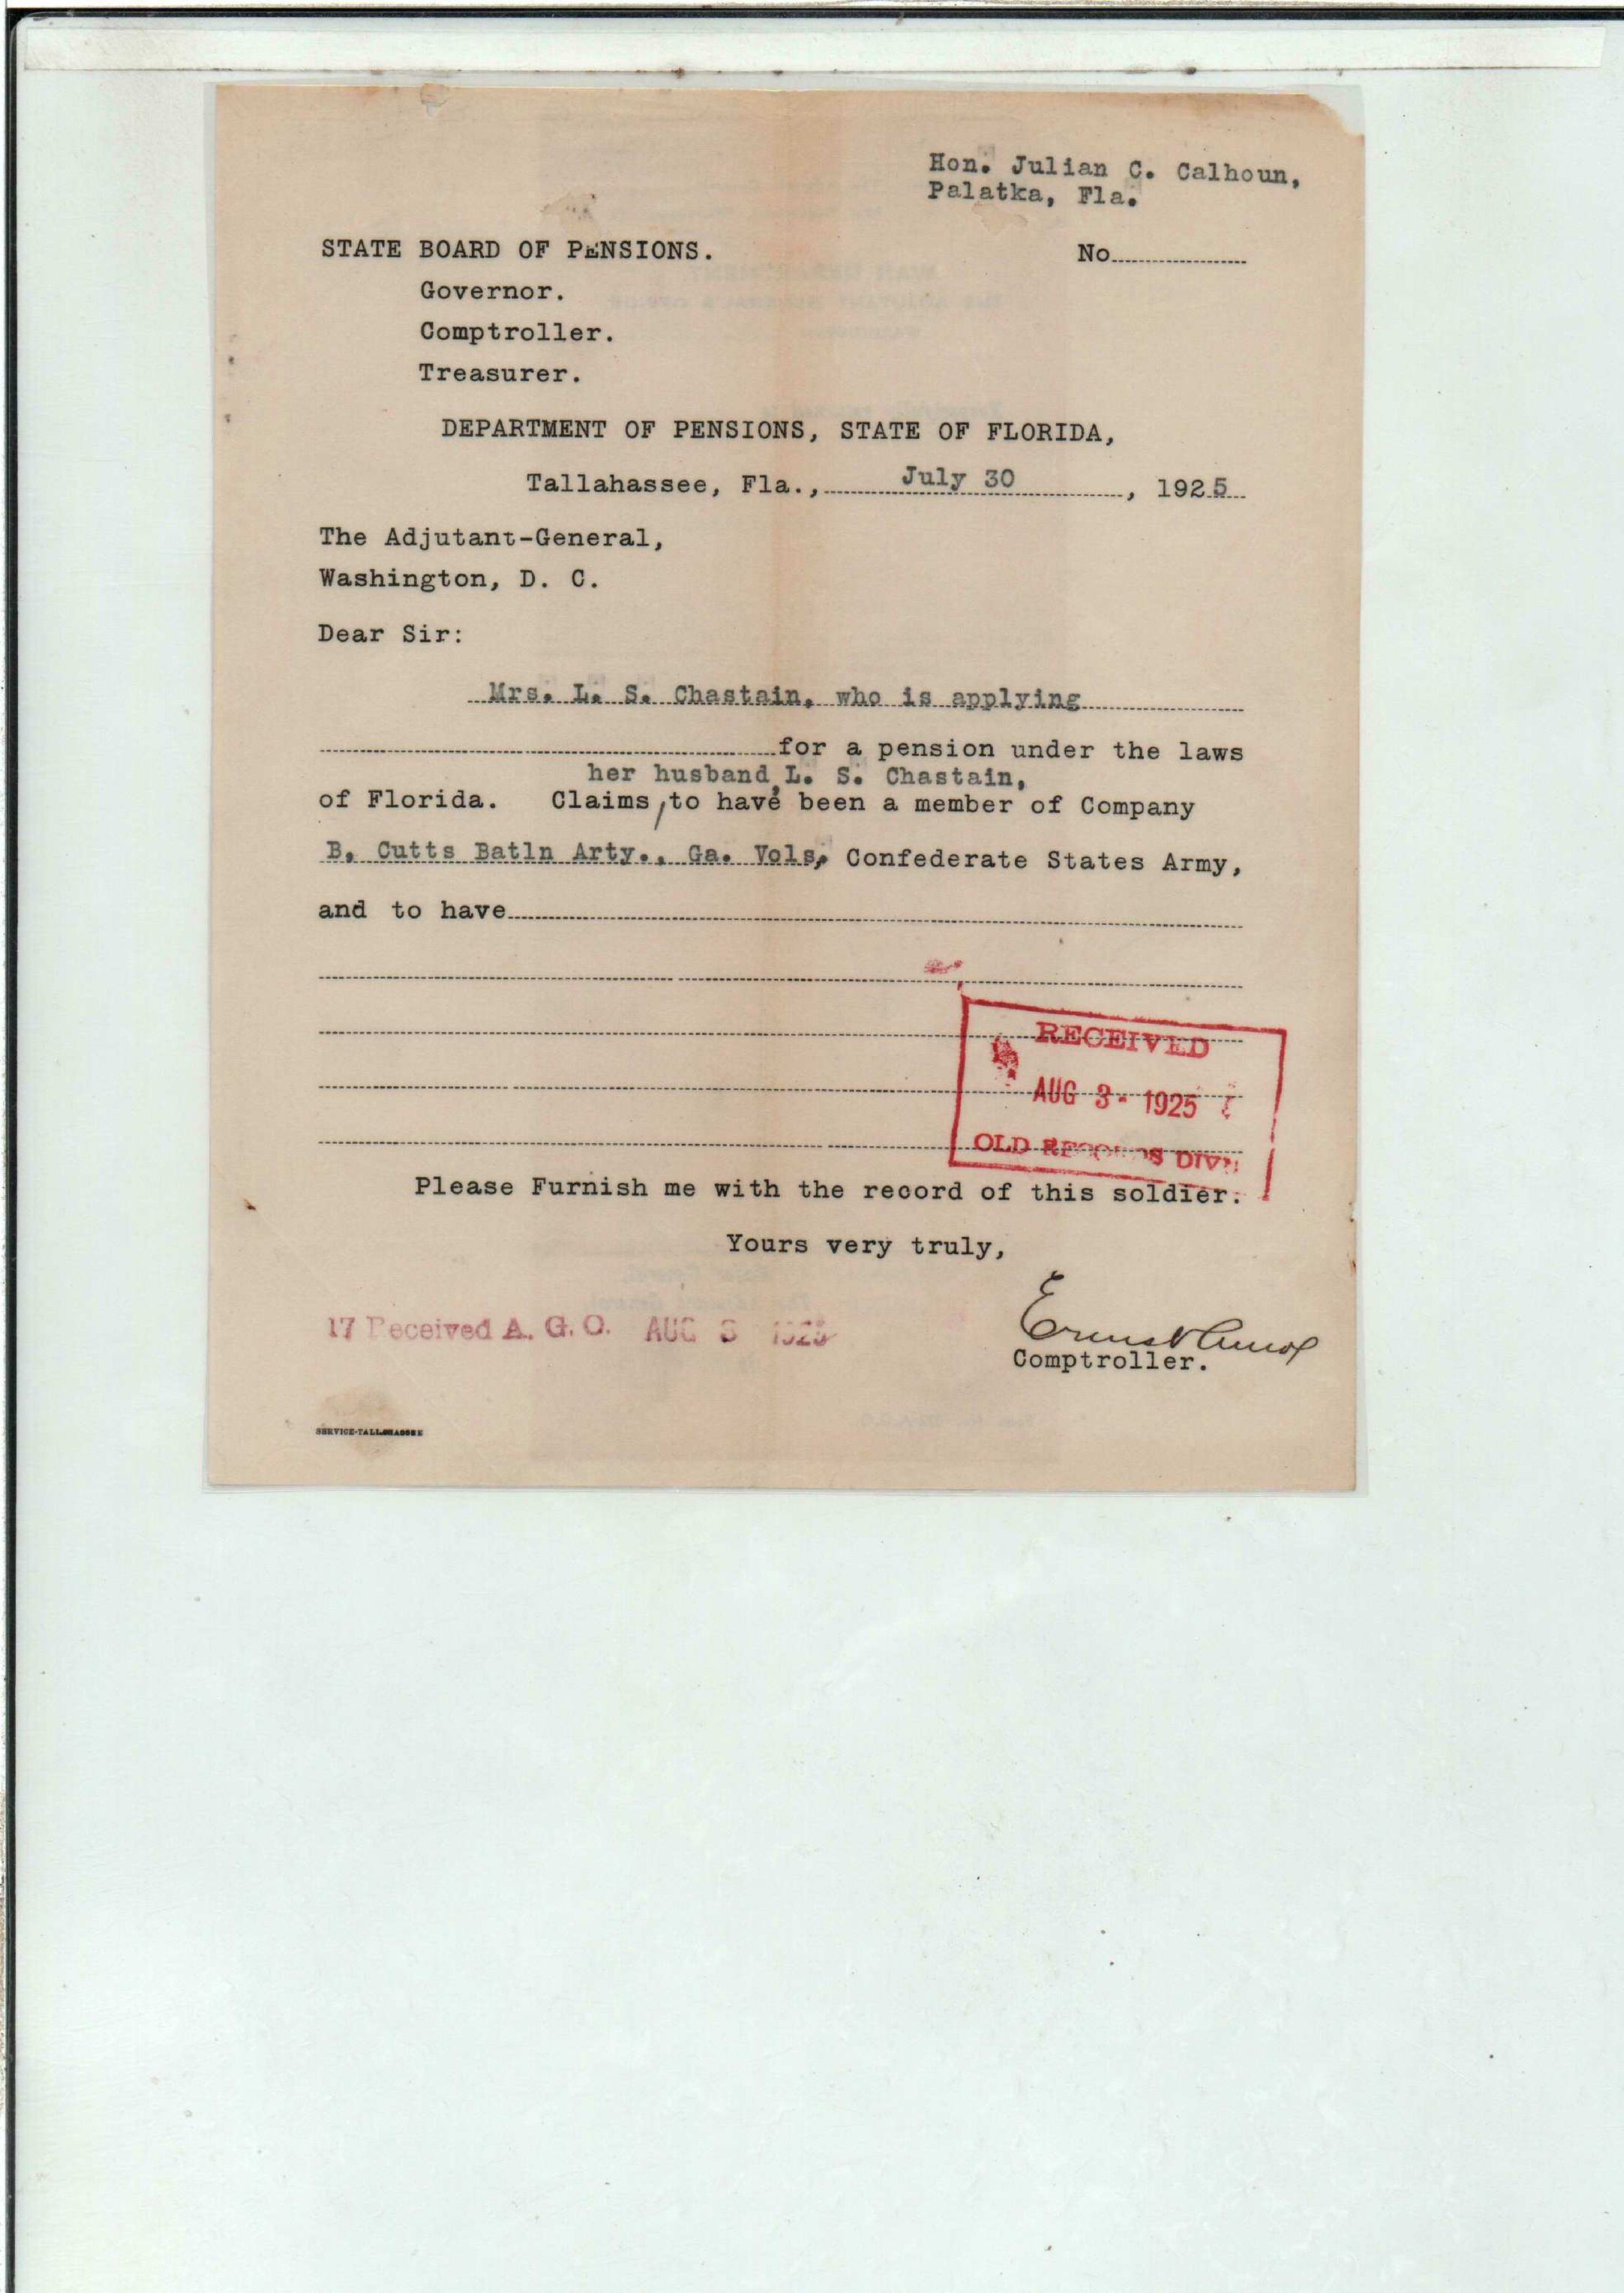 Hon. Julian C. Calhoun,
Palatka, Fla.
STATE BOARD OF PENSIONS.
No
Governor.
Comptroller.
Treasurer.
DEPARTMENT OF PENSIONS, STATE OF FLORIDA,
Tallahassee, Fla., July 30, 1925
The Adjutant-General,
Washington, D. C.
Dear Sir:
Mrs. L. S. Chastain, who is applying
for a pension under the laws
her husband, L. S. Chastain,
of Florida. Claims to have been a member of Company
B, Cutts Batln Arty., Ga. Vols, Confederate States Army,
and to have
RECEIVED
AUG 3 - 1925
OLD RECORDS DIVN
Please Furnish me with the record of this soldier.
Yours very truly,
Ernest Amos
Comptroller.
17 Received A. G. O. AUG 3 1925
SERVICE-TALLAHASSEE